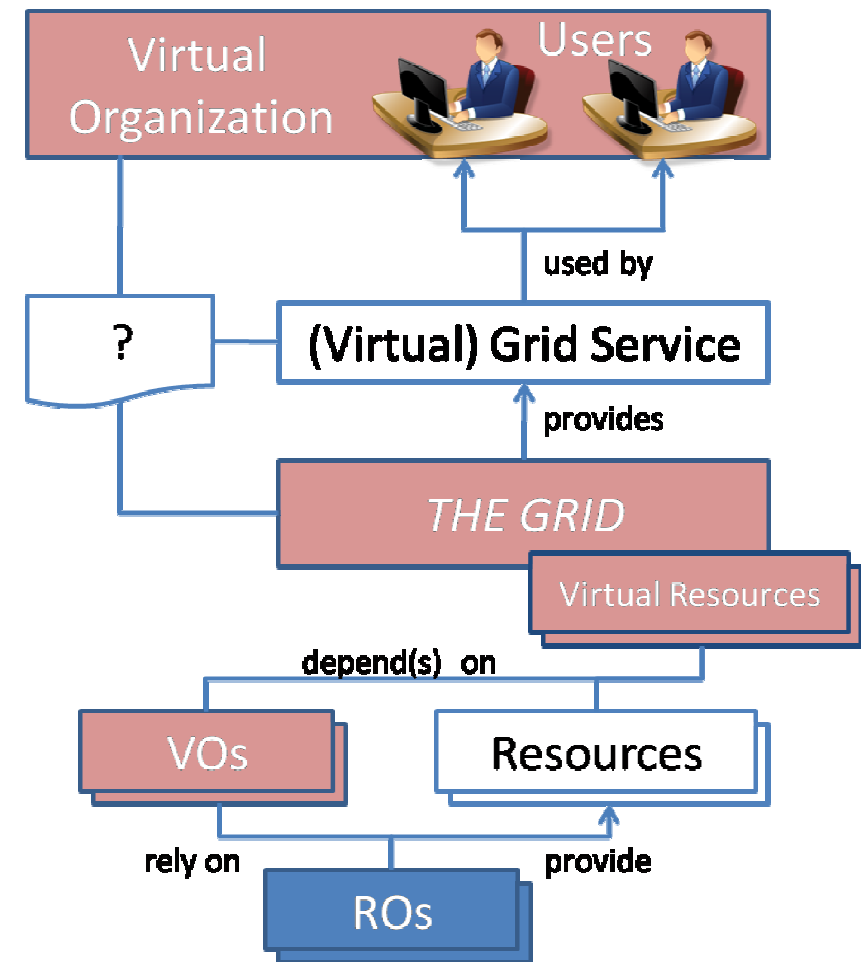 Virtual
Organization
Users
used by
?
(Virtual) Grid Service
provides
THE GRID
Virtual Resources
depend(s) on
VOs
Resources
rely on
provide
ROs